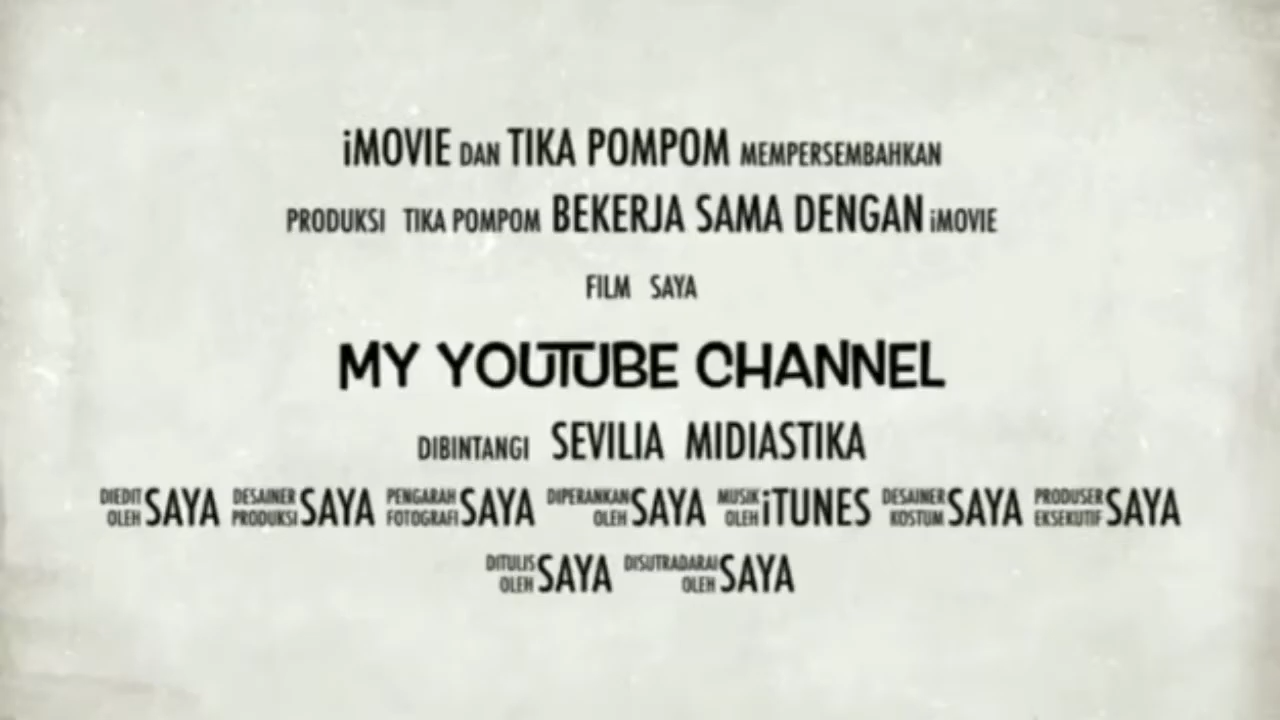 iMOVIE DAN TIKA POMPOM MEMPERSEMBAHKAN
PRODUKSI TIKA POMPOM BEKERJA SAMA DENGAN iMOVIE
FILM SAYA
MY YOUTUBE CHANNEL
DIBINTANGI SEVILIA MIDIASTIKA
DIEDIT OLEH SAYA DESAINER PRODUKSI SAYA PENGARAH FOTOGRAFI SAYA DIPERANKAN OLEH SAYA MUSIK OLEH iTUNES DESAINER KOSTUM SAYA PRODUSER EKSEKUTIF SAYA
DITULIS OLEH SAYA DISUTRADARAI OLEH SAYA